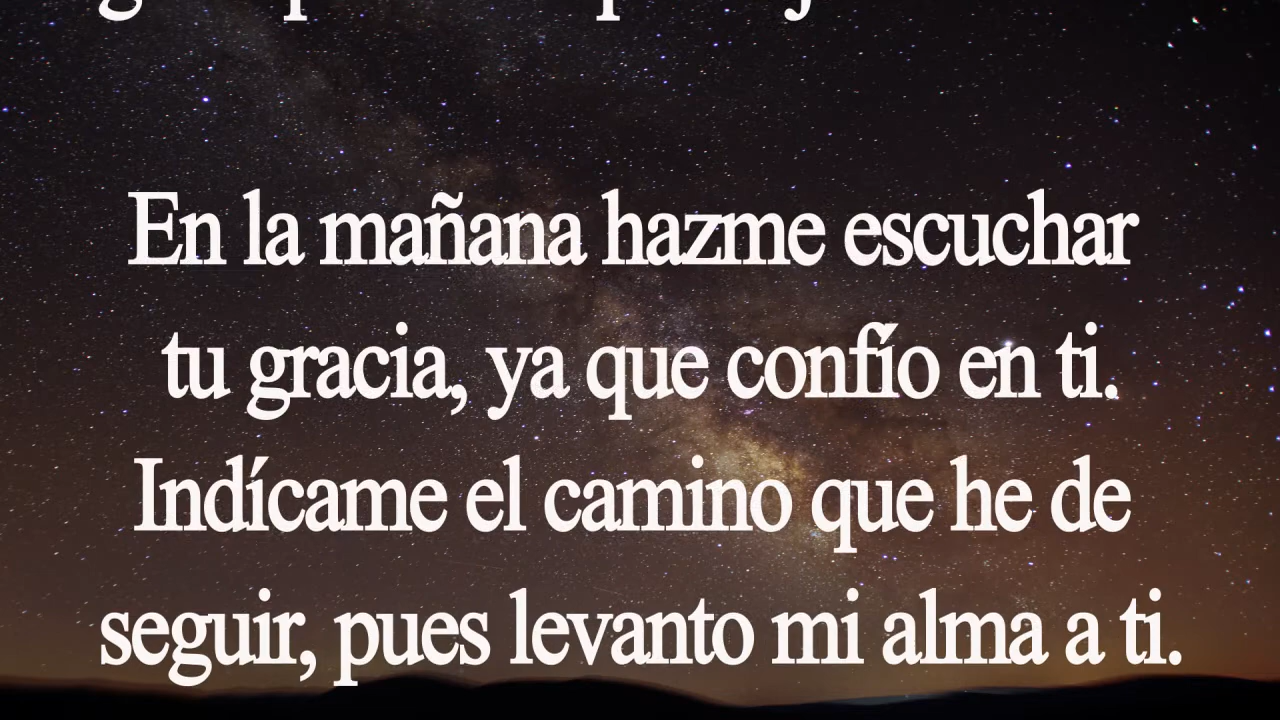 En la mañana hazme escuchar
tu gracia, ya que confío en ti.
Indícame el camino que he de
seguir, pues levanto mi alma a ti.